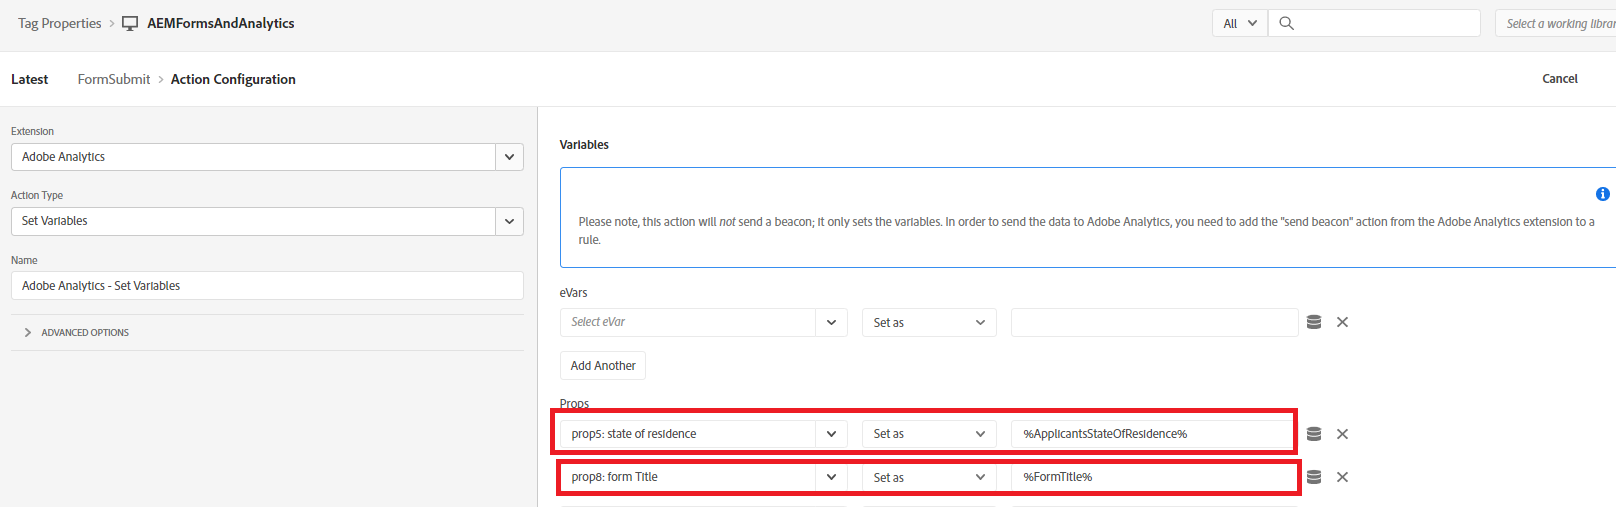 Tag Properties > AEMFormsAndAnalytics
All
Select a working librar
Latest FormSubmit > Action Configuration
Cancel
Extension
Adobe Analytics
Action Type
Set Variables
Name
Adobe Analytics - Set Variables
ADVANCED OPTIONS
Variables
Please note, this action will not send a beacon; it only sets the variables. In order to send the data to Adobe Analytics, you need to add the "send beacon" action from the Adobe Analytics extension to a
rule.
eVars
Select eVar Set as
Add Another
Props
prop5: state of residence Set as %ApplicantsStateOfResidence%
prop8: form Title Set as %FormTitle%